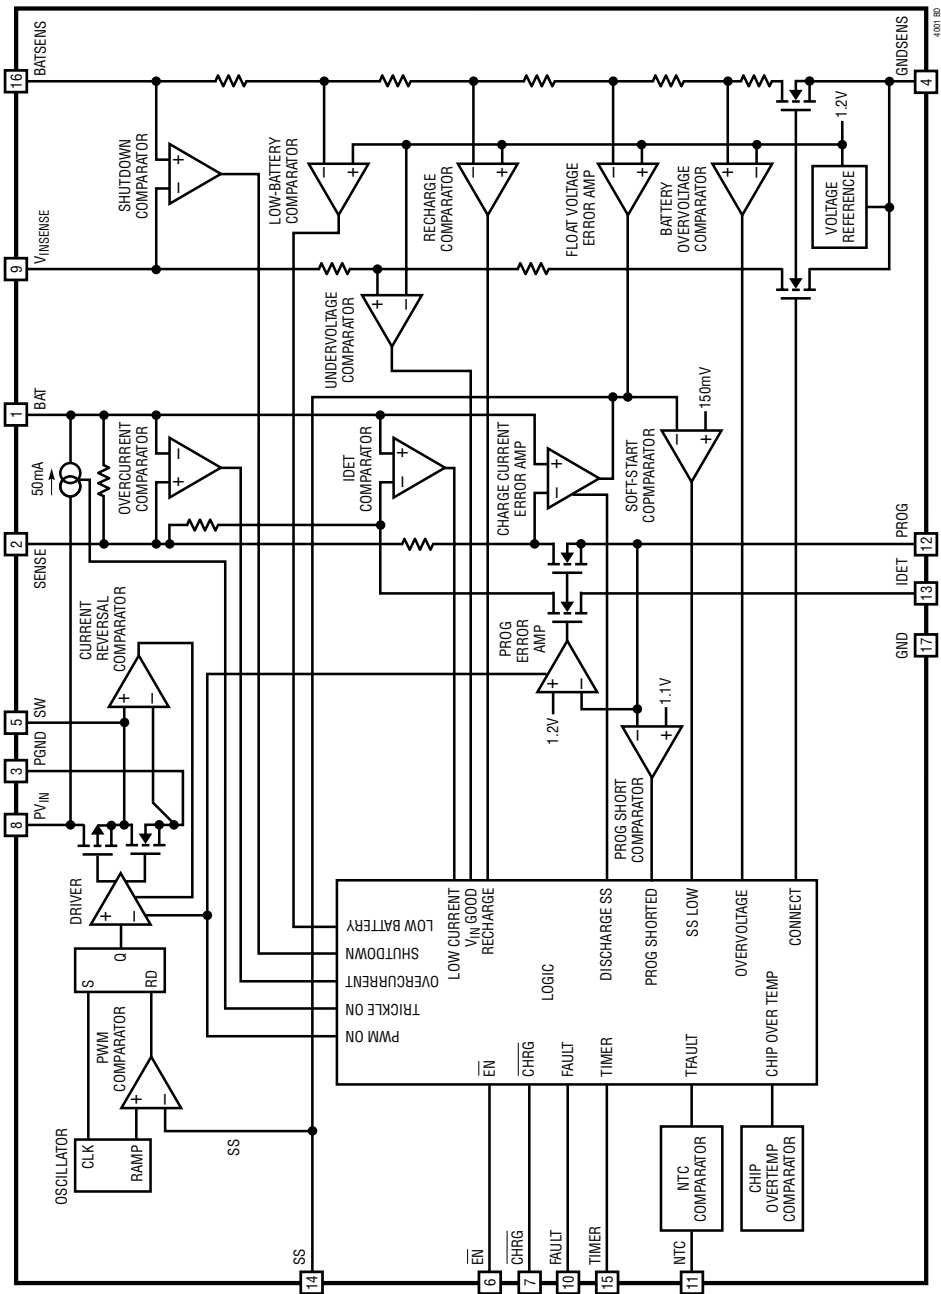 8
PVIN
3
PGND
5
SW
2
SENSE
50mA
1
BAT
9
VINSENSE
16
BATSENS
OSCILLATOR
CLK
RAMP
PWM
COMPARATOR
+
−
S
RD
Q
DRIVER
+
−
CURRENT
REVERSAL
COMPARATOR
+
−
OVERCURRENT
COMPARATOR
+
−
SHUTDOWN
COMPARATOR
−
+
SS
14
SS
LOW-BATTERY
COMPARATOR
−
+
UNDERVOLTAGE
COMPARATOR
+
−
IDET
COMPARATOR
−
+
RECHARGE
COMPARATOR
−
+
CHARGE CURRENT
ERROR AMP
−
+
FLOAT VOLTAGE
ERROR AMP
−
+
BATTERY
OVERVOLTAGE
COMPARATOR
+
−
VOLTAGE
REFERENCE
1.2V
SOFT-START
COPMPARATOR
−
+
150mV
PROG
ERROR
AMP
+
−
1.2V
PROG SHORT
COMPARATOR
−
+
1.1V
PWM ON
TRICKLE ON
OVERCURRENT
SHUTDOWN
LOW BATTERY
LOW CURRENT
VIN GOOD
RECHARGE
LOGIC
DISCHARGE SS
PROG SHORTED
SS LOW
OVERVOLTAGE
CONNECT
EN
CHRG
FAULT
TIMER
TFAULT
CHIP OVER TEMP
NTC
COMPARATOR
CHIP
OVERTEMP
COMPARATOR
EN
6
CHRG
7
FAULT
10
TIMER
15
NTC
11
GND
17
IDET
13
PROG
12
GNDSENS
4
4001 BD